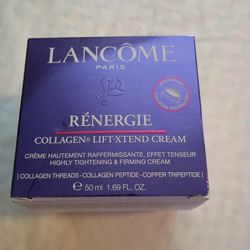 LANCÔME
PARIS
RÉNERGIE
COLLAGEN® LIFT-XTEND CREAM
CRÈME HAUTEMENT RAFFERMISSANTE, EFFET TENSEUR
HIGHLY TIGHTENING & FIRMING CREAM
| COLLAGEN THREADS - COLLAGEN PEPTIDE - COPPER TRIPEPTIDE |
℮ 50 ml 1.69 FL. OZ.